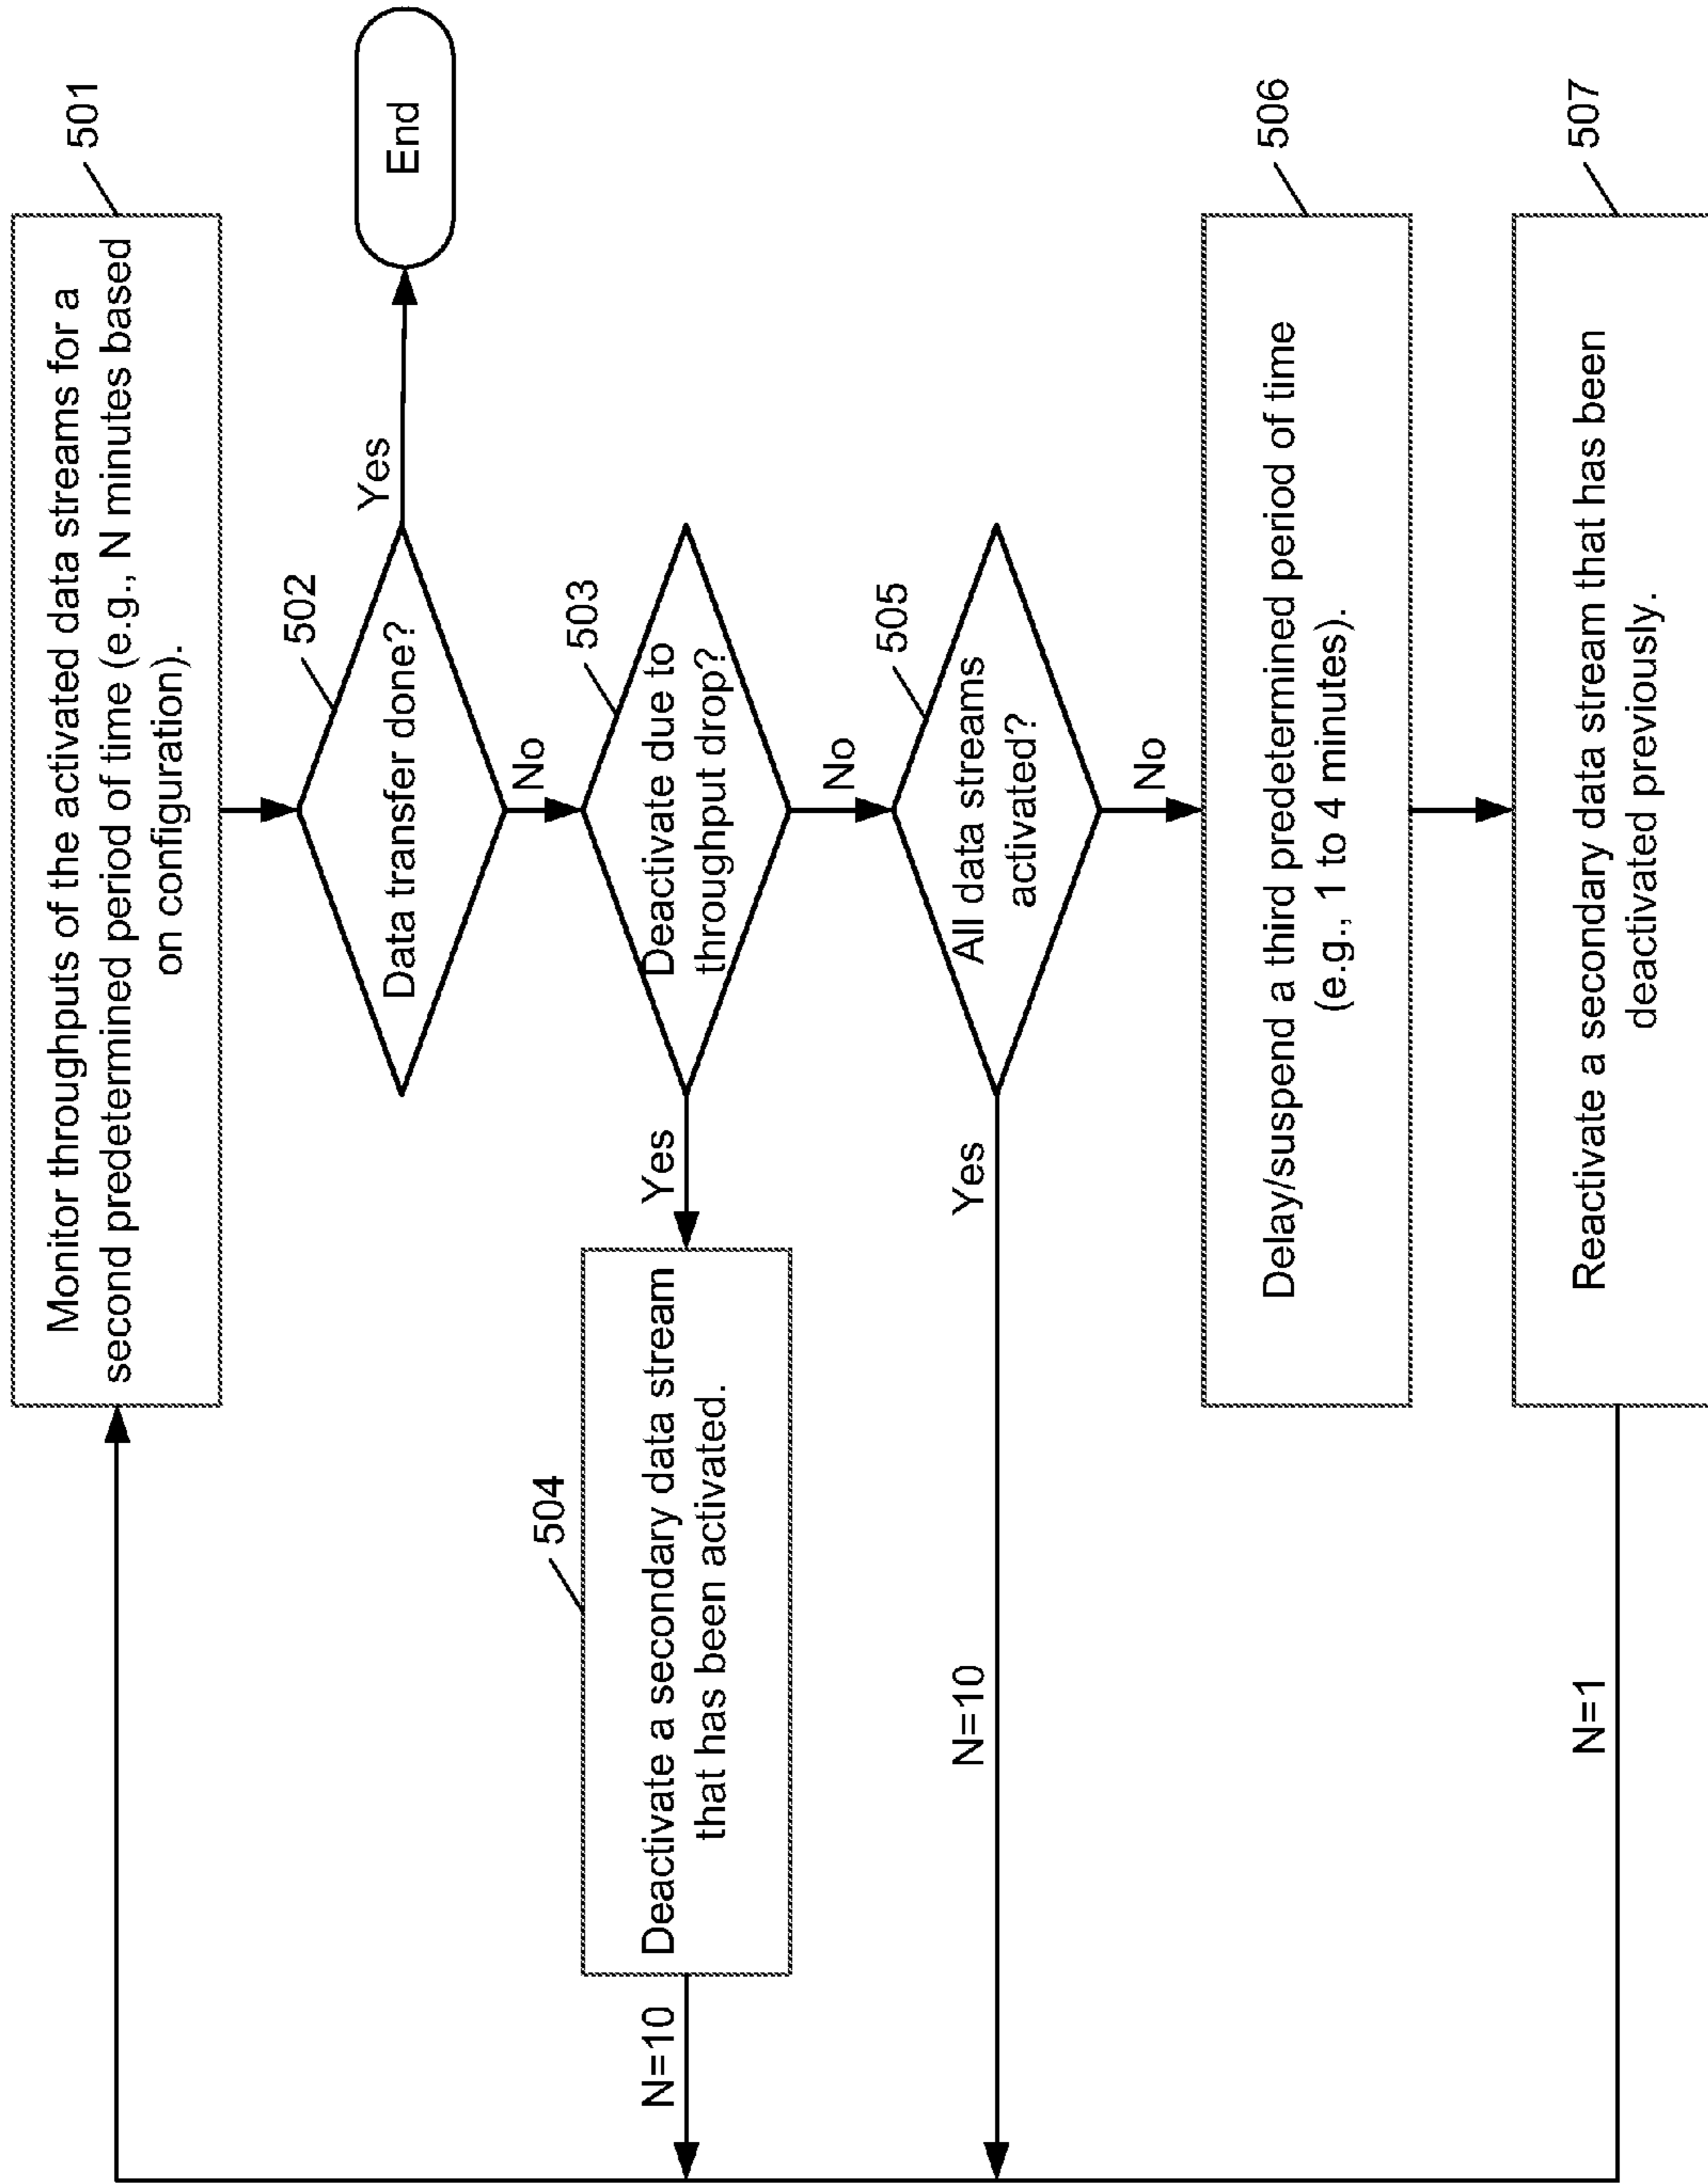 501
Monitor throughputs of the activated data streams for a
second predetermined period of time (e.g., N minutes based
on configuration).
502
Data transfer done?
Yes
End
No
503
Deactivate due to
throughput drop?
Yes
504
Deactivate a secondary data stream
that has been activated.
N=10
No
505
All data streams
activated?
Yes
N=10
No
506
Delay/suspend a third predetermined period of time
(e.g., 1 to 4 minutes).
507
Reactivate a secondary data stream that has been
deactivated previously.
N=1